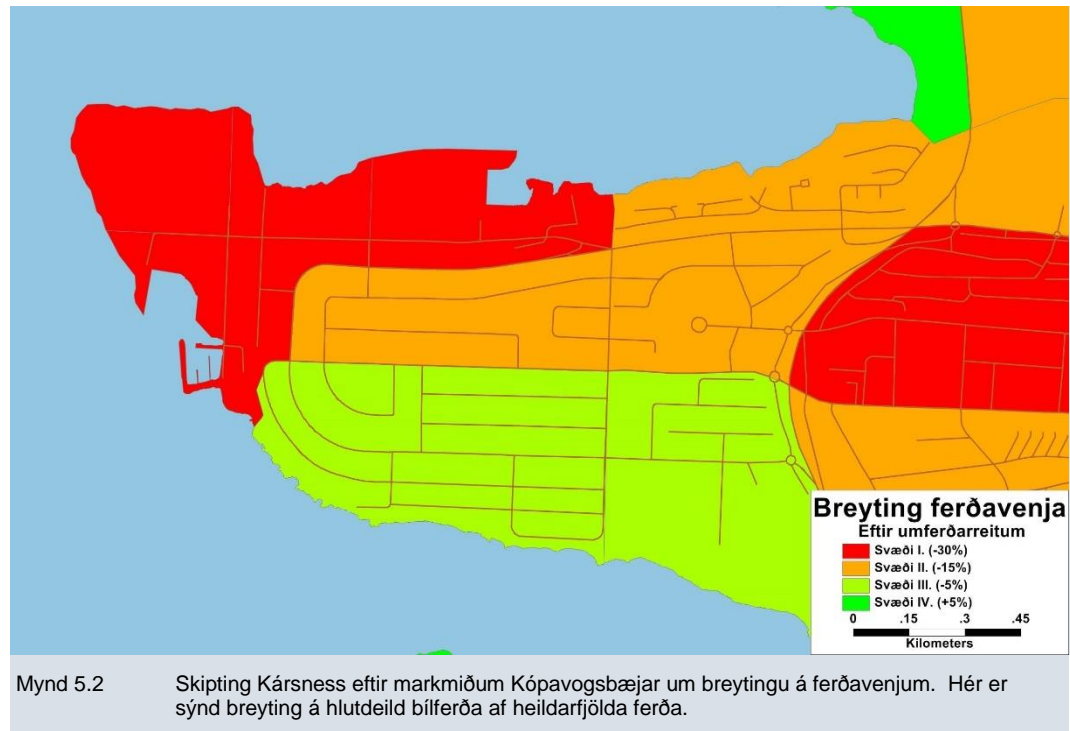 Breyting ferðavenja
Eftir umferðarreitum
Svæði I. (-30%)
Svæði II. (-15%)
Svæði III. (-5%)
Svæði IV. (+5%)
0 .15 .3 .45
Kilometers
Mynd 5.2 Skipting Kársness eftir markmiðum Kópavogsbæjar um breytingu á ferðavenjum. Hér er
sýnd breyting á hlutdeild bílferða af heildarfjölda ferða.